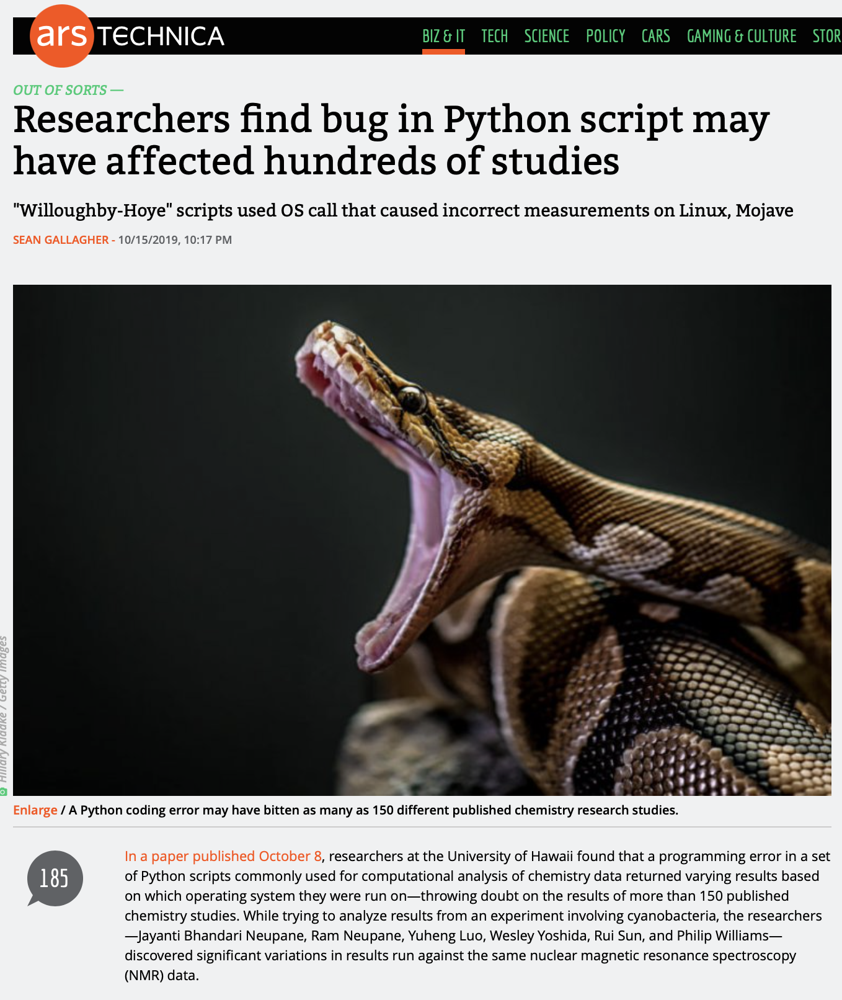 ars TECHNICA
BIZ & IT TECH SCIENCE POLICY CARS GAMING & CULTURE STOR
OUT OF SORTS —
Researchers find bug in Python script may
have affected hundreds of studies
"Willoughby-Hoye" scripts used OS call that caused incorrect measurements on Linux, Mojave
SEAN GALLAGHER - 10/15/2019, 10:17 PM
Hillary Kladke / Getty Images
Enlarge / A Python coding error may have bitten as many as 150 different published chemistry research studies.
185
In a paper published October 8, researchers at the University of Hawaii found that a programming error in a set
of Python scripts commonly used for computational analysis of chemistry data returned varying results based
on which operating system they were run on—throwing doubt on the results of more than 150 published
chemistry studies. While trying to analyze results from an experiment involving cyanobacteria, the researchers
—Jayanti Bhandari Neupane, Ram Neupane, Yuheng Luo, Wesley Yoshida, Rui Sun, and Philip Williams—
discovered significant variations in results run against the same nuclear magnetic resonance spectroscopy
(NMR) data.